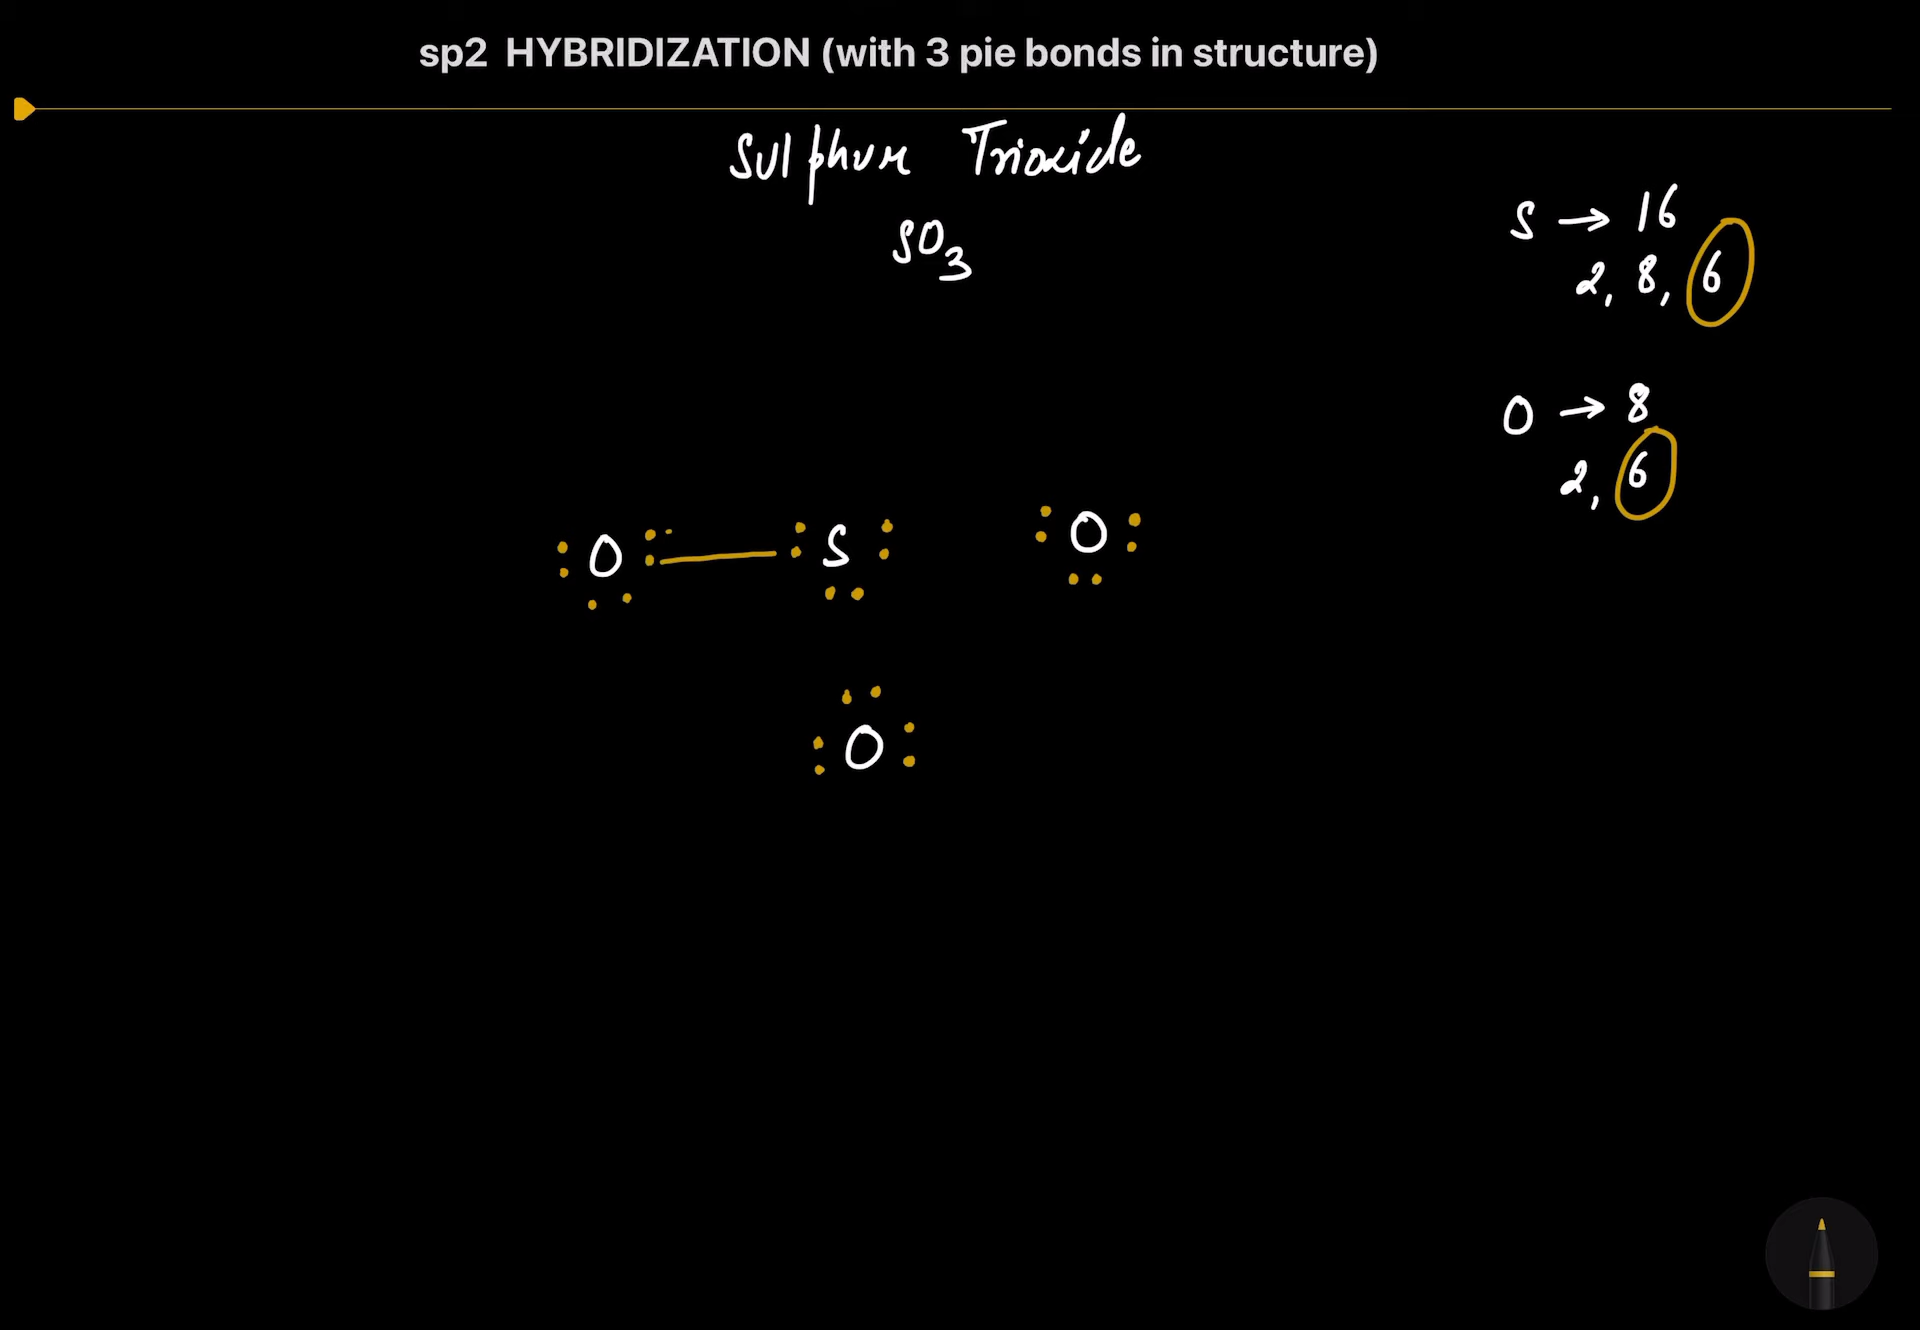 sp2 HYBRIDIZATION (with 3 pie bonds in structure)
Sulphur Trioxide
SO3
S → 16
2, 8, 6
O → 8
2, 6
O S O
O